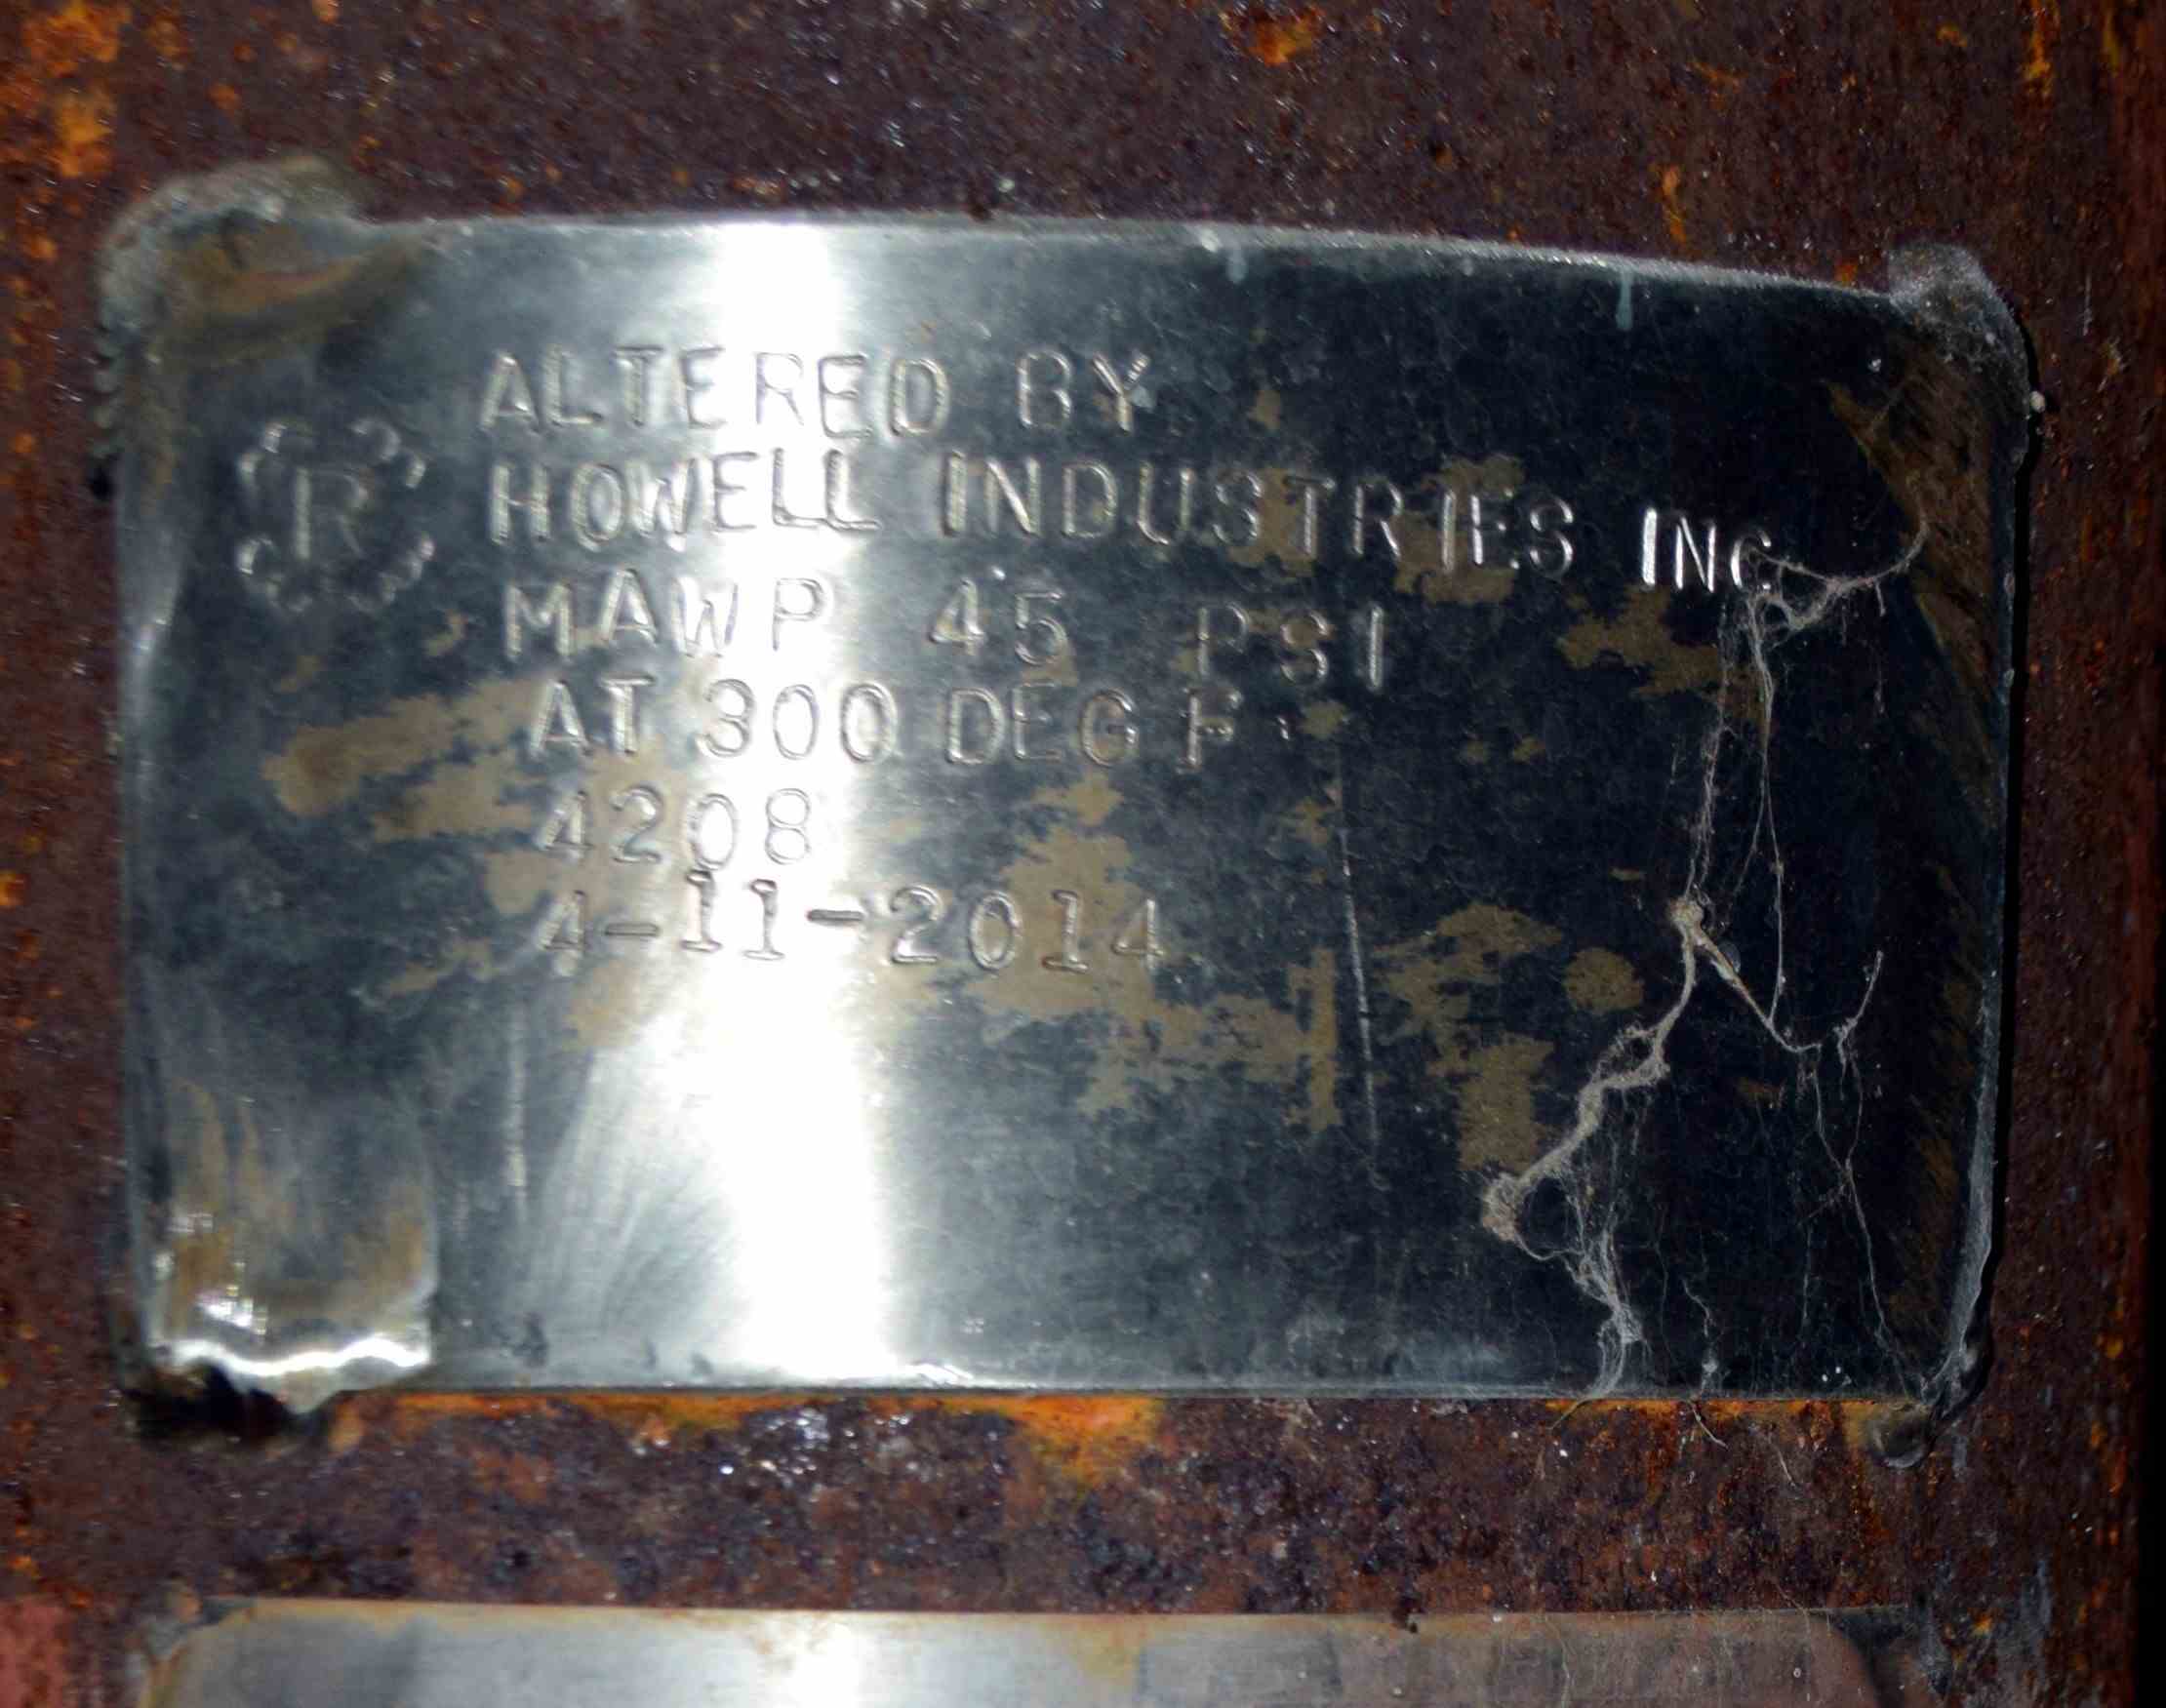 ALTERED BY
R
HOWELL INDUSTRIES INC
MAWP 45 PSI
AT 300 DEG F
4208
4-11-2014